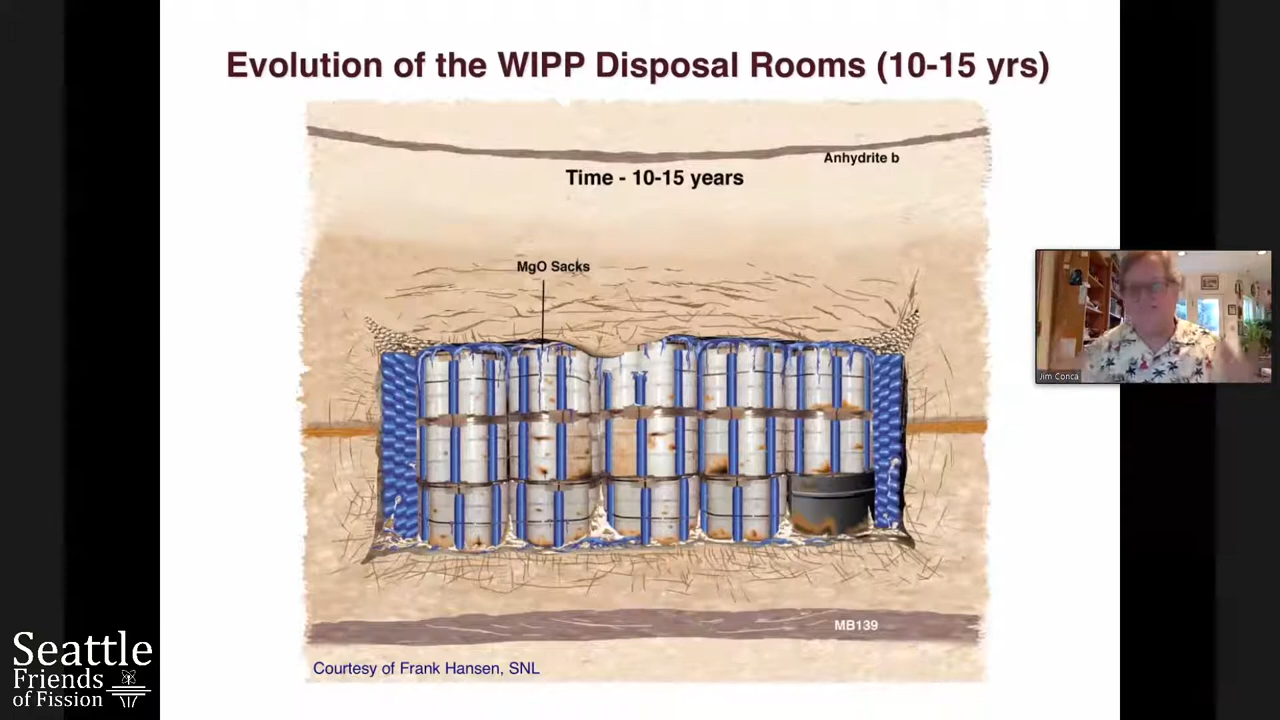 Evolution of the WIPP Disposal Rooms (10-15 yrs)
Anhydrite b
Time - 10-15 years
MgO Sacks
Jim Conca
MB139
Courtesy of Frank Hansen, SNL
Seattle
Friends
of Fission